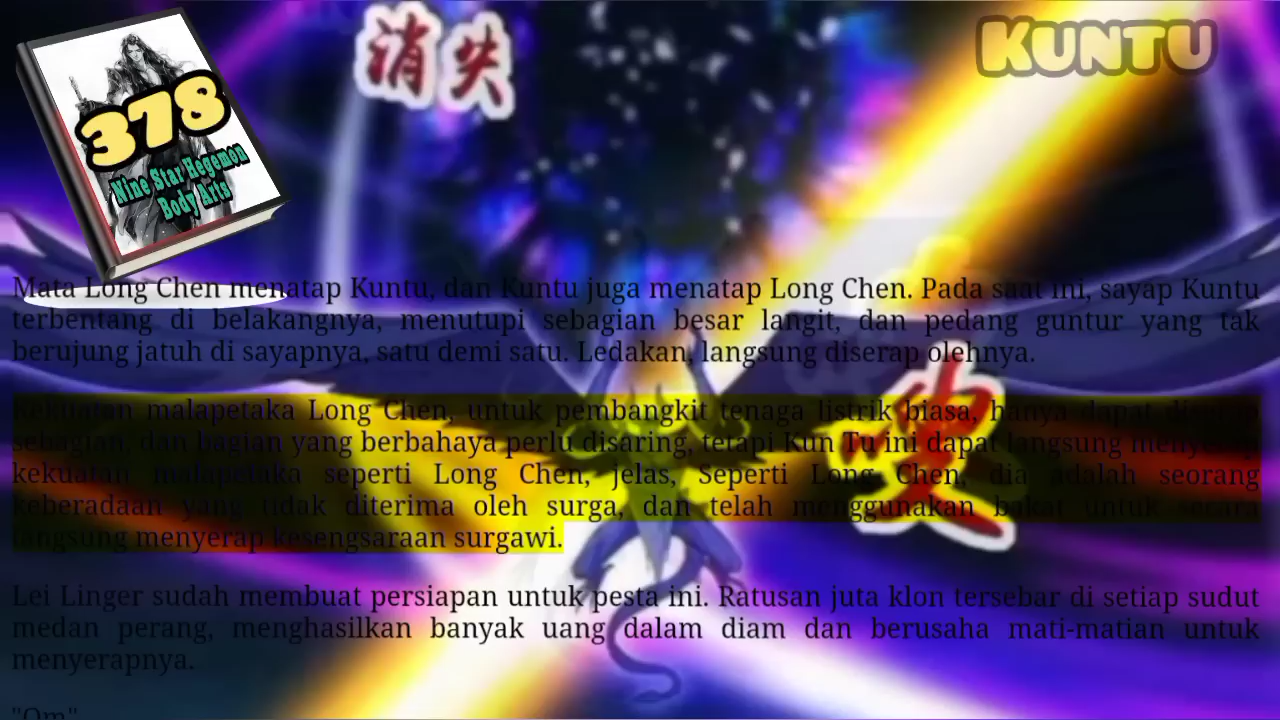 消失
KUNTU
378
Nine Star Hegemon
Body Arts
Mata Long Chen menatap Kuntu, dan Kuntu juga menatap Long Chen. Pada saat ini, sayap Kuntu
terbentang di belakangnya, menutupi sebagian besar langit, dan pedang guntur yang tak
berujung jatuh di sayapnya, satu demi satu. Ledakan, langsung diserap olehnya.
Kekuatan malapetaka Long Chen, untuk pembangkit tenaga listrik biasa, hanya dapat
sebagian, dan bagian yang berbahaya perlu disaring, tetapi Kun Tu ini dapat langsung
kekuatan malapetaka seperti Long Chen, jelas, Seperti Long Chen, dia adalah seorang
keberadaan yang tidak diterima oleh surga, dan telah menggunakan bakat untuk secara
langsung menyerap kesengsaraan surgawi.
Lei Linger sudah membuat persiapan untuk pesta ini. Ratusan juta klon tersebar di setiap sudut
medan perang, menghasilkan banyak uang dalam diam dan berusaha mati-matian untuk
menyerapnya.
"Om"